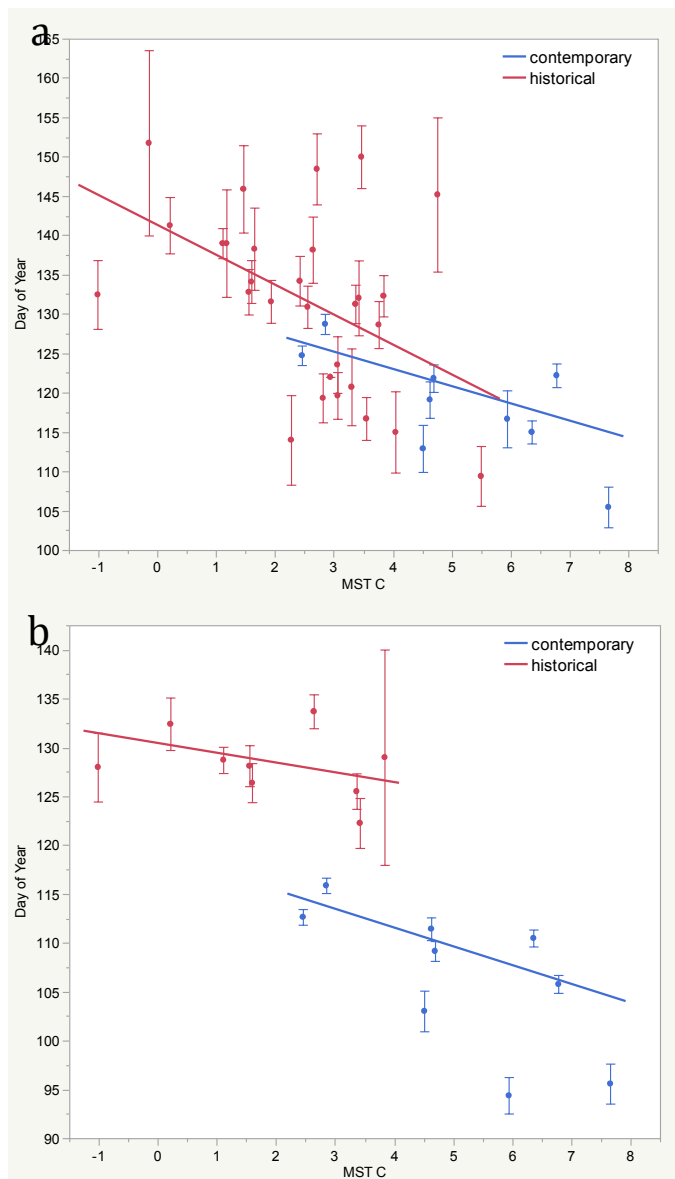 a
165
contemporary
historical
160
155
150
145
140
135
130
125
120
115
110
105
100
Day of Year
-1 0 1 2 3 4 5 6 7 8
MST C
b
contemporary
historical
140
135
130
125
120
115
110
105
100
95
90
Day of Year
-1 0 1 2 3 4 5 6 7 8
MST C